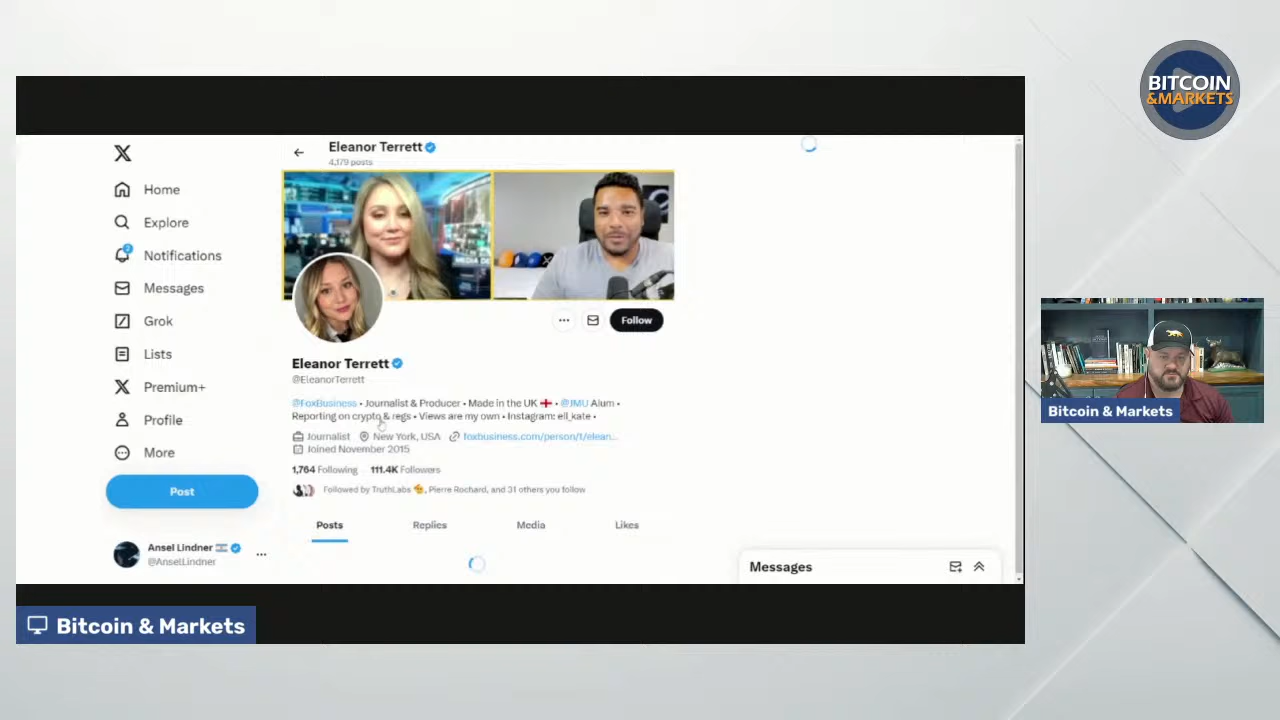 BITCOIN
&MARKETS
Eleanor Terrett
4,179 posts
Home
Explore
2
Notifications
Messages
Grok
Lists
Premium+
Profile
More
Post
Ansel Lindner
@AnselLindner
MEDIA DE
Follow
Eleanor Terrett
@EleanorTerrett
@FoxBusiness • Journalist & Producer • Made in the UK • @JMU Alum •
Reporting on crypto & regs • Views are my own • Instagram: ell_kate •
Journalist New York, USA foxbusiness.com/person/t/elean...
Joined November 2015
1,764 Following 111.4K Followers
Followed by TruthLabs , Pierre Rochard, and 31 others you follow
Posts Replies Media Likes
Messages
Bitcoin & Markets
Bitcoin & Markets